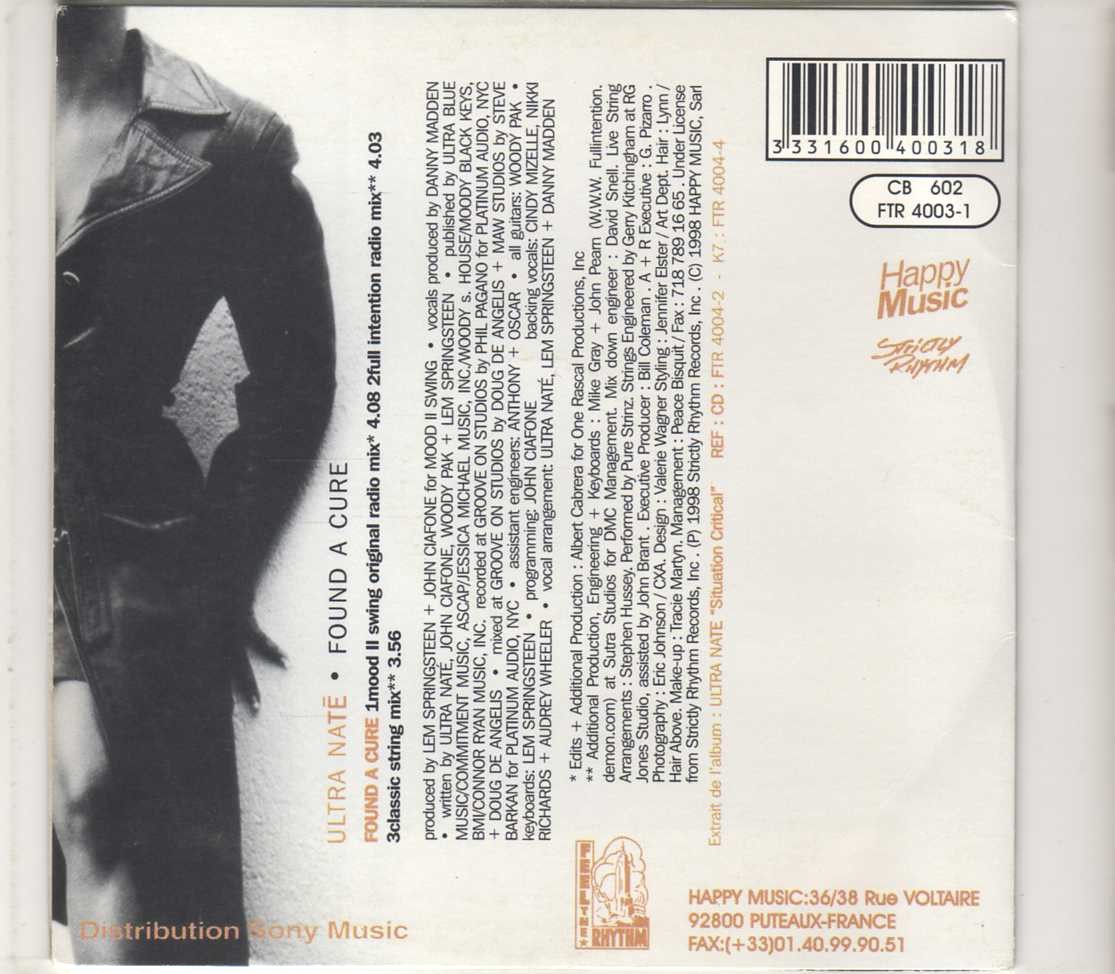 ULTRA NATÉ • FOUND A CURE
FOUND A CURE 1mood II swing original radio mix* 4.08 2full intention radio mix** 4.03
3classic string mix** 3.56
produced by LEM SPRINGSTEEN + JOHN CIAFONE for MOOD II SWING • vocals produced by DANNY MADDEN
• written by ULTRA NATÉ, JOHN CIAFONE, WOODY PAK + LEM SPRINGSTEEN • published by ULTRA BLUE
MUSIC/COMMITMENT MUSIC, ASCAP/JESSICA MICHAEL MUSIC, INC./WOODY s. HOUSE/MOODY BLACK KEYS,
BMI/CONNOR RYAN MUSIC, INC. recorded at GROOVE ON STUDIOS by PHIL PAGANO for PLATINUM AUDIO, NYC
+ DOUG DE ANGELIS • mixed at GROOVE ON STUDIOS by DOUG DE ANGELIS + MAW STUDIOS by STEVE
BARKAN for PLATINUM AUDIO, NYC • assistant engineers: ANTHONY + OSCAR • all guitars: WOODY PAK •
keyboards: LEM SPRINGSTEEN • programming: JOHN CIAFONE backing vocals: CINDY MIZELLE, NIKKI
RICHARDS + AUDREY WHEELER • vocal arrangement: ULTRA NATÉ, LEM SPRINGSTEEN + DANNY MADDEN
* Edits + Additional Production : Albert Cabrera for One Rascal Productions, Inc
** Additional Production, Engineering + Keyboards : Mike Gray + John Pearn (W.W.W. Fullintention.
demon.com) at Sutra Studios for DMC Management. Mix down engineer : David Snell. Live String
Arrangements : Stephen Hussey, Performed by Pure Strinz. Strings Engineered by Gerry Kitchingham at RG
Jones Studio, assisted by John Brant . Executive Producer : Bill Coleman . A + R Executive : G. Pizarro .
Photography : Eric Johnson / CXA. Design : Valerie Wagner Styling : Jennifer Elster / Art Dept. Hair : Lynn /
Hair Above. Make-up : Tracie Martyn. Management : Peace Bisquit / Fax : 718 789 16 65 . Under License
from Strictly Rhythm Records, Inc . (P) 1998 Strictly Rhythm Records, Inc . (C) 1998 HAPPY MUSIC, Sarl
Extrait de l'album : ULTRA NATE "Situation Critical" REF : CD : FTR 4004-2 - K7 : FTR 4004-4
3 331600 400318
CB 602
FTR 4003-1
Happy
Music
STRICTLY
RHYTHM
FEEL THE
RHYTHM
HAPPY MUSIC:36/38 Rue VOLTAIRE
92800 PUTEAUX-FRANCE
FAX:(+33)01.40.99.90.51
Distribution Sony Music